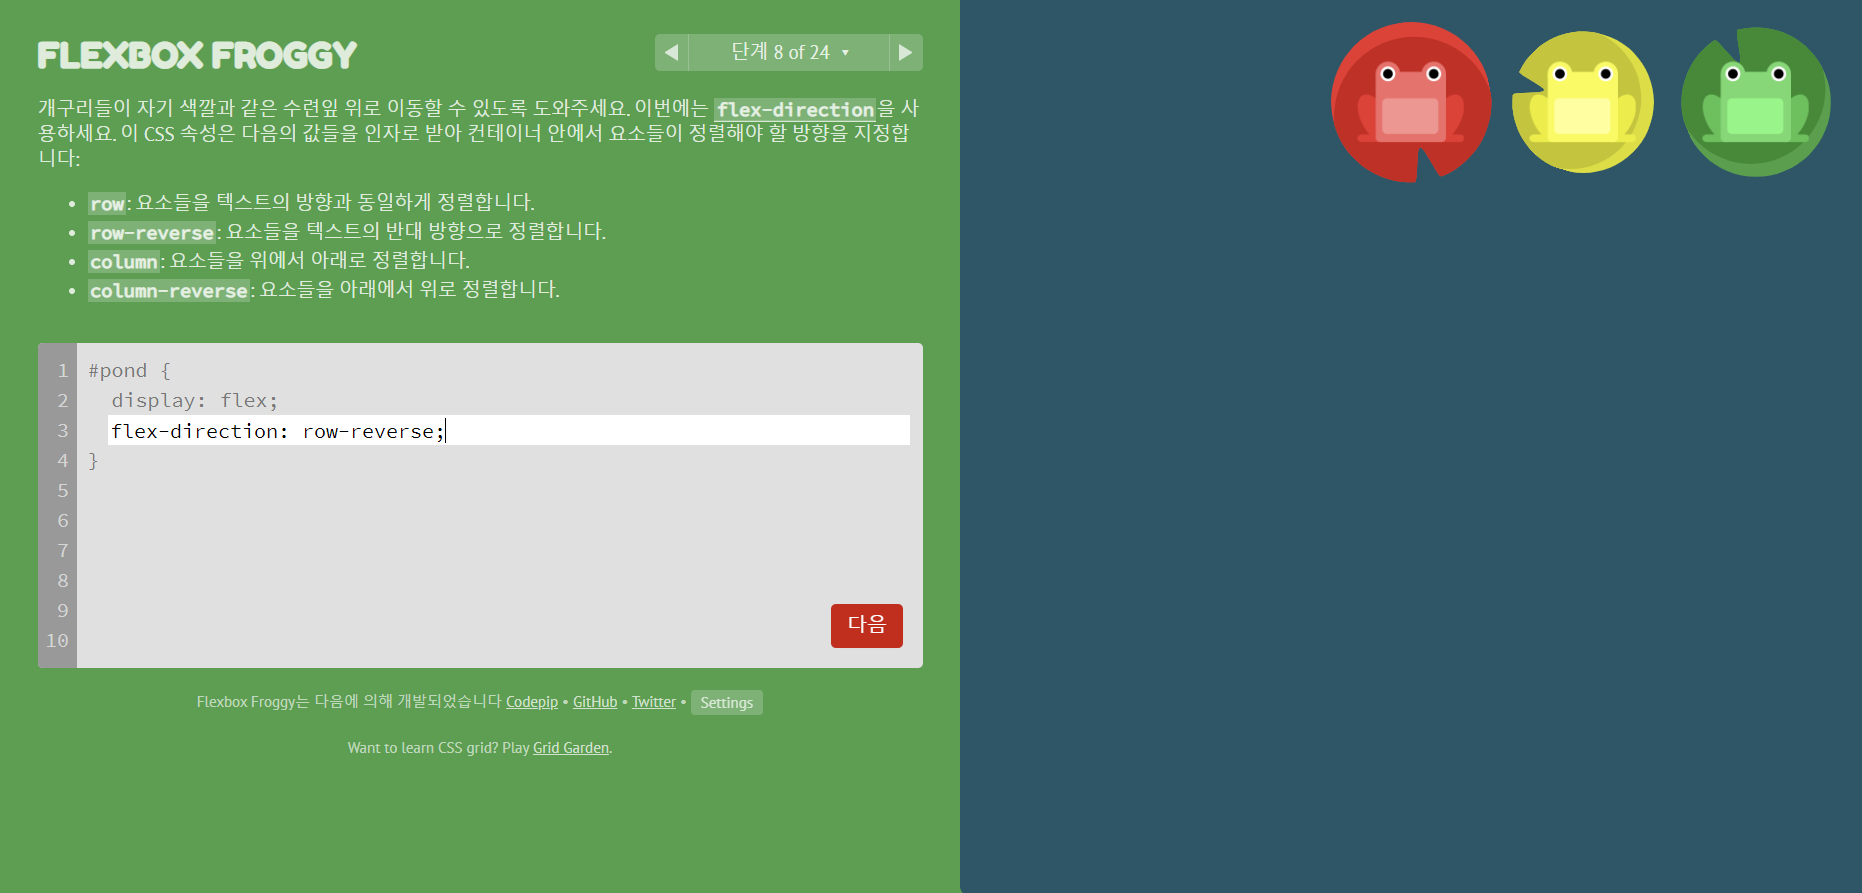 FLEXBOX FROGGY
◀ 단계 8 of 24 ▼ ▶
개구리들이 자기 색깔과 같은 수련잎 위로 이동할 수 있도록 도와주세요. 이번에는 flex-direction을 사
용하세요. 이 CSS 속성은 다음의 값들을 인자로 받아 컨테이너 안에서 요소들이 정렬해야 할 방향을 지정합
니다:
• row: 요소들을 텍스트의 방향과 동일하게 정렬합니다.
• row-reverse: 요소들을 텍스트의 반대 방향으로 정렬합니다.
• column: 요소들을 위에서 아래로 정렬합니다.
• column-reverse: 요소들을 아래에서 위로 정렬합니다.
1 #pond {
2 display: flex;
3 flex-direction: row-reverse;
4 }
5
6
7
8
9
10
다음
Flexbox Froggy는 다음에 의해 개발되었습니다 Codepip • GitHub • Twitter • Settings
Want to learn CSS grid? Play Grid Garden.